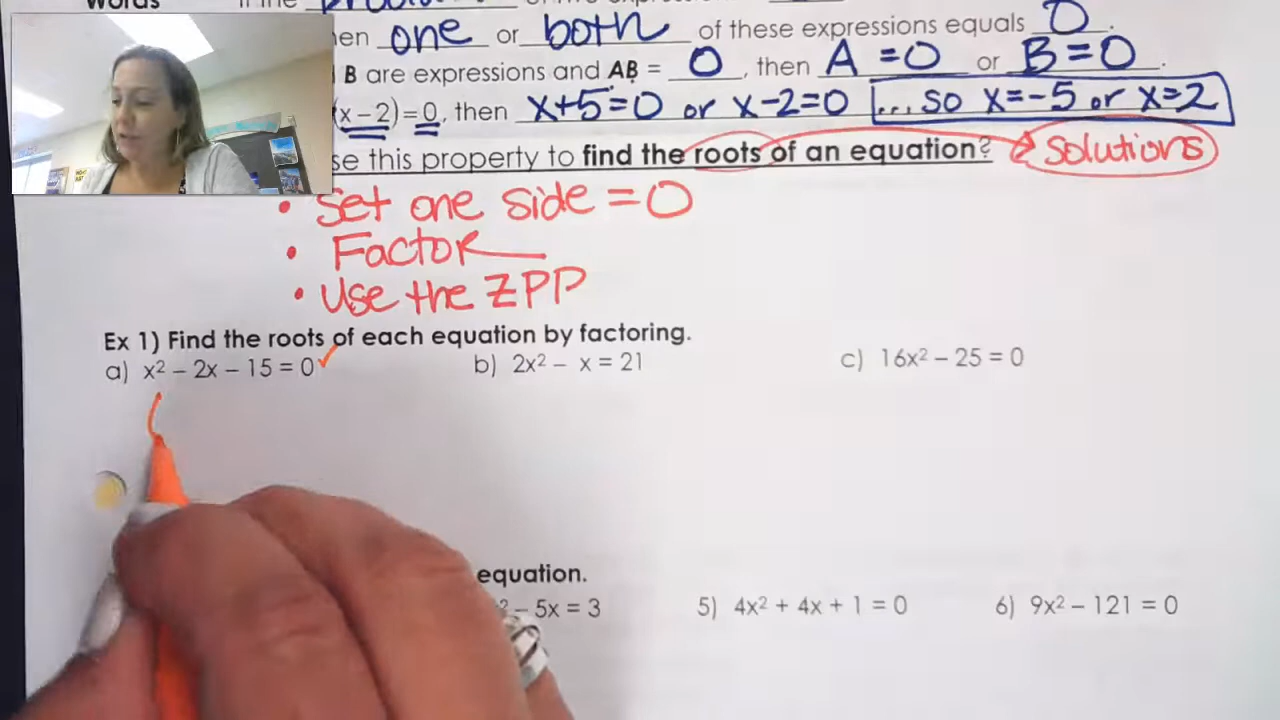 Words
hen one or both of these expressions equals 0.
B are expressions and AB = 0, then A = 0 or B = 0.
(x – 2) = 0, then x+5=0 or x-2=0 ...so x=-5 or x=2
se this property to find the roots of an equation? solutions
• Set one side = 0
• Factor
• Use the ZPP
Ex 1) Find the roots of each equation by factoring.
a) x² – 2x – 15 = 0 ✓ b) 2x² – x = 21 c) 16x² – 25 = 0
equation.
² – 5x = 3 5) 4x² + 4x + 1 = 0 6) 9x² – 121 = 0